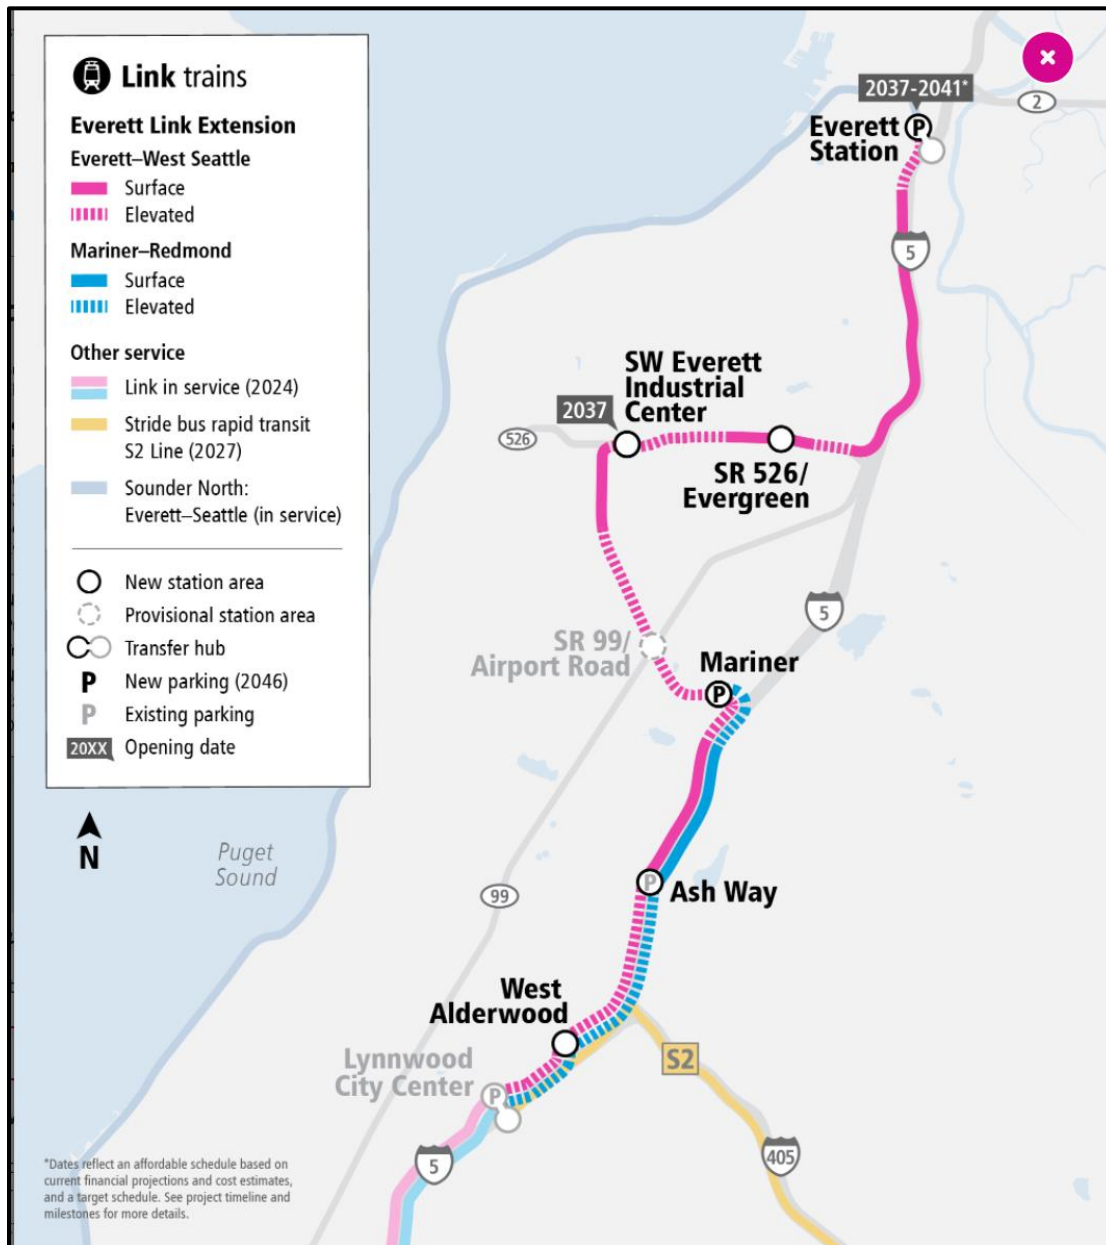 Link trains
Everett Link Extension
Everett–West Seattle
Surface
Elevated
Mariner–Redmond
Surface
Elevated
Other service
Link in service (2024)
Stride bus rapid transit
S2 Line (2027)
Sounder North:
Everett–Seattle (in service)
New station area
Provisional station area
Transfer hub
P New parking (2046)
P Existing parking
20XX Opening date
N
Puget
Sound
2037-2041*
2
Everett
Station
P
5
SW Everett
Industrial
Center
2037
526
SR 526/
Evergreen
5
SR 99/
Airport Road
Mariner
P
P
Ash Way
99
West
Alderwood
Lynnwood
City Center
P
S2
5
405
*Dates reflect an affordable schedule based on
current financial projections and cost estimates,
and a target schedule. See project timeline and
milestones for more details.